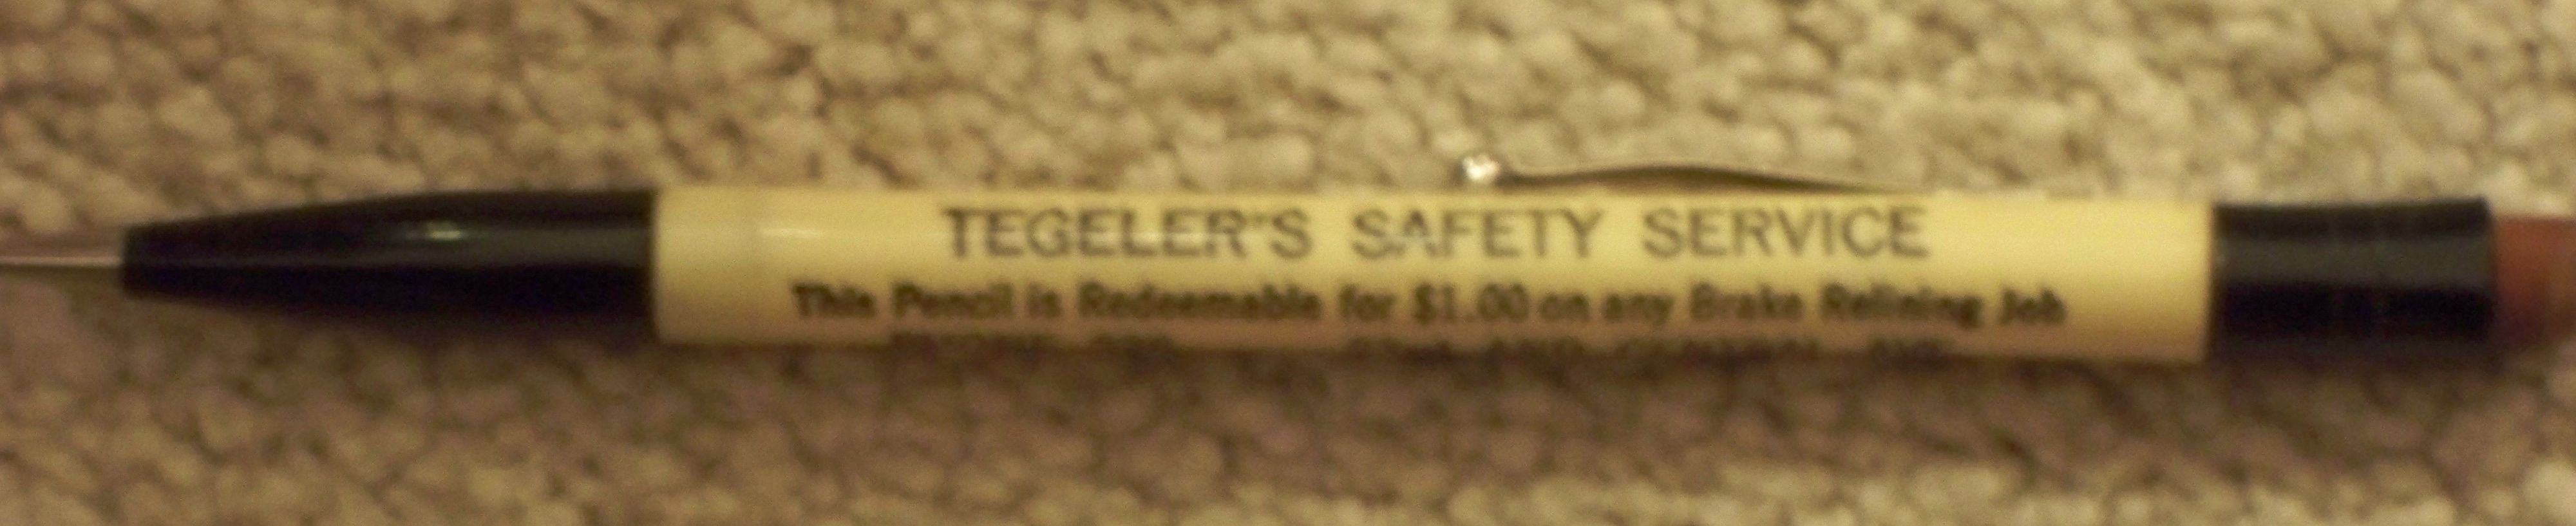 TEGELER'S SAFETY SERVICE
This Pencil is Redeemable for $1.00 on any Brake Relining Job